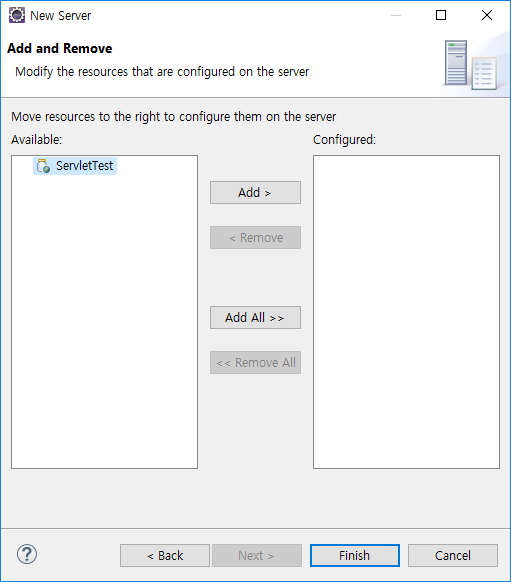 New Server
Add and Remove
Modify the resources that are configured on the server
Move resources to the right to configure them on the server
Available:
Configured:
ServletTest
Add >
< Remove
Add All >>
<< Remove All
?
< Back
Next >
Finish
Cancel